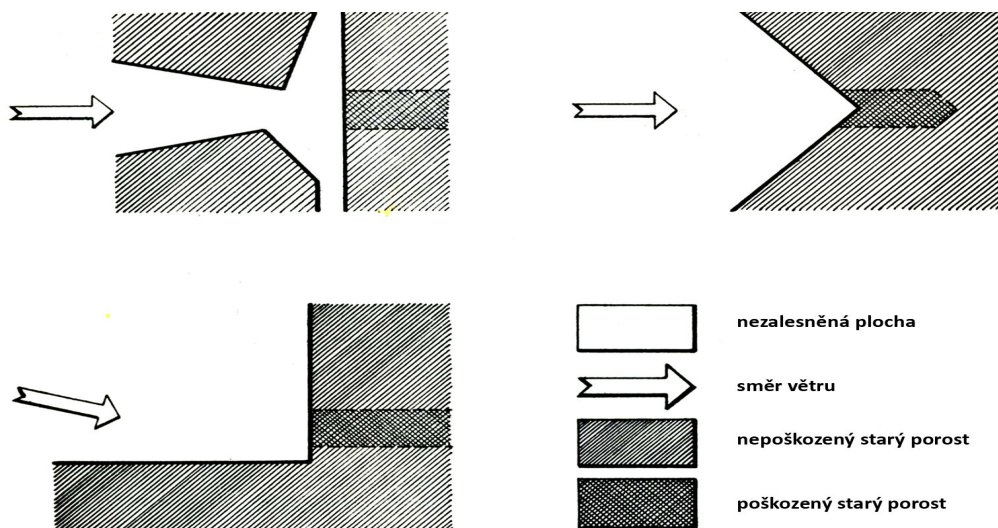 nezalesněná plocha
směr větru
nepoškozený starý porost
poškozený starý porost